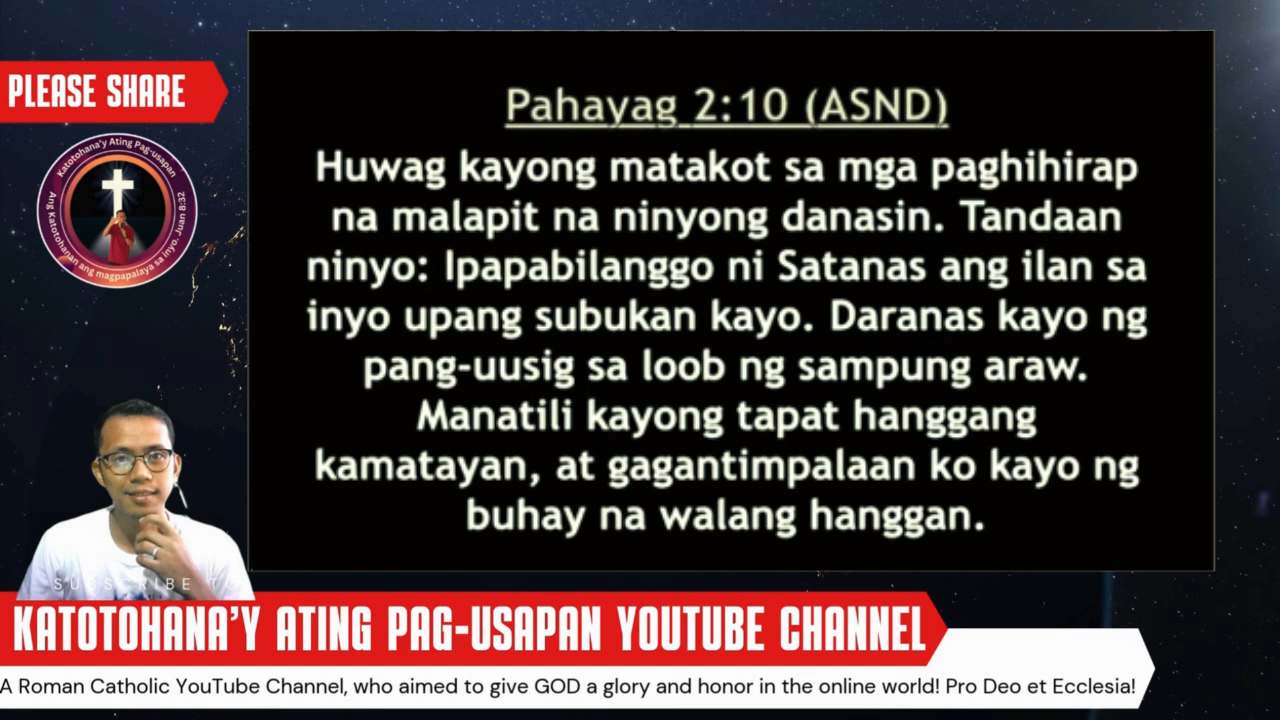 PLEASE SHARE
Katotohana'y Ating Pag-usapan
Ang Katotohanan ang magpapalaya sa inyo. Juan 8:32
Pahayag 2:10 (ASND)
Huwag kayong matakot sa mga paghihirap
na malapit na ninyong danasin. Tandaan
ninyo: Ipapabilanggo ni Satanas ang ilan sa
inyo upang subukan kayo. Daranas kayo ng
pang-uusig sa loob ng sampung araw.
Manatili kayong tapat hanggang
kamatayan, at gagantimpalaan ko kayo ng
buhay na walang hanggan.
SUBSCRIBE TO
KATOTOHANA'Y ATING PAG-USAPAN YOUTUBE CHANNEL
A Roman Catholic YouTube Channel, who aimed to give GOD a glory and honor in the online world! Pro Deo et Ecclesia!